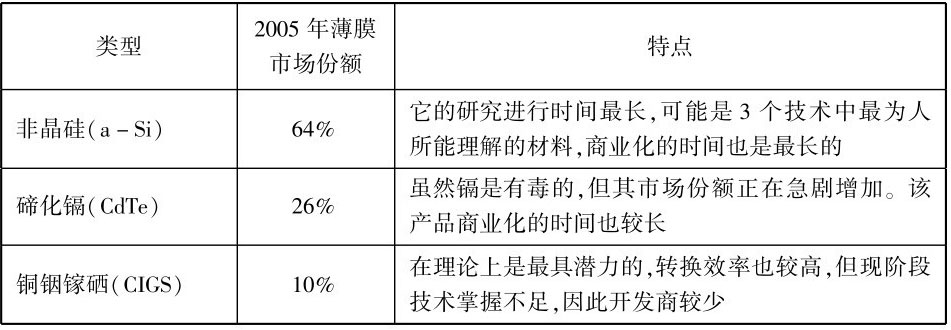 类型
2005 年薄膜
市场份额
特点
非晶硅(a-Si)
64%
它的研究进行时间最长,可能是 3 个技术中最为人
所能理解的材料,商业化的时间也是最长的
碲化镉(CdTe)
26%
虽然镉是有毒的,但其市场份额正在急剧增加。该
产品商业化的时间也较长
铜铟镓硒(CIGS)
10%
在理论上是最具潜力的,转换效率也较高,但现阶段
技术掌握不足,因此开发商较少